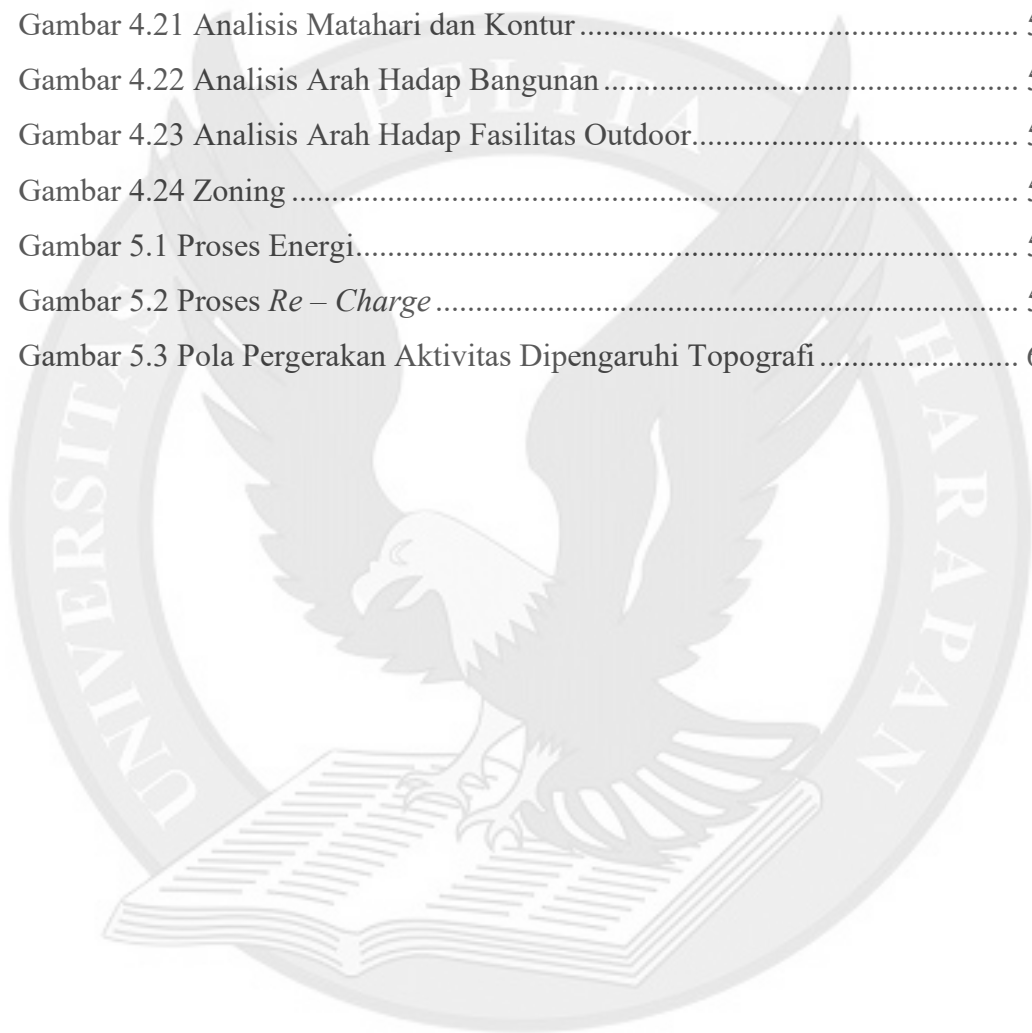 Gambar 4.21 Analisis Matahari dan Kontur ............................................................ 5
Gambar 4.22 Analisis Arah Hadap Bangunan ......................................................... 5
Gambar 4.23 Analisis Arah Hadap Fasilitas Outdoor............................................. 5
Gambar 4.24 Zoning ................................................................................................ 5
Gambar 5.1 Proses Energi........................................................................................ 5
Gambar 5.2 Proses Re – Charge .............................................................................. 5
Gambar 5.3 Pola Pergerakan Aktivitas Dipengaruhi Topografi ............................ 6
UNIVERSITAS PELITA HARAPAN